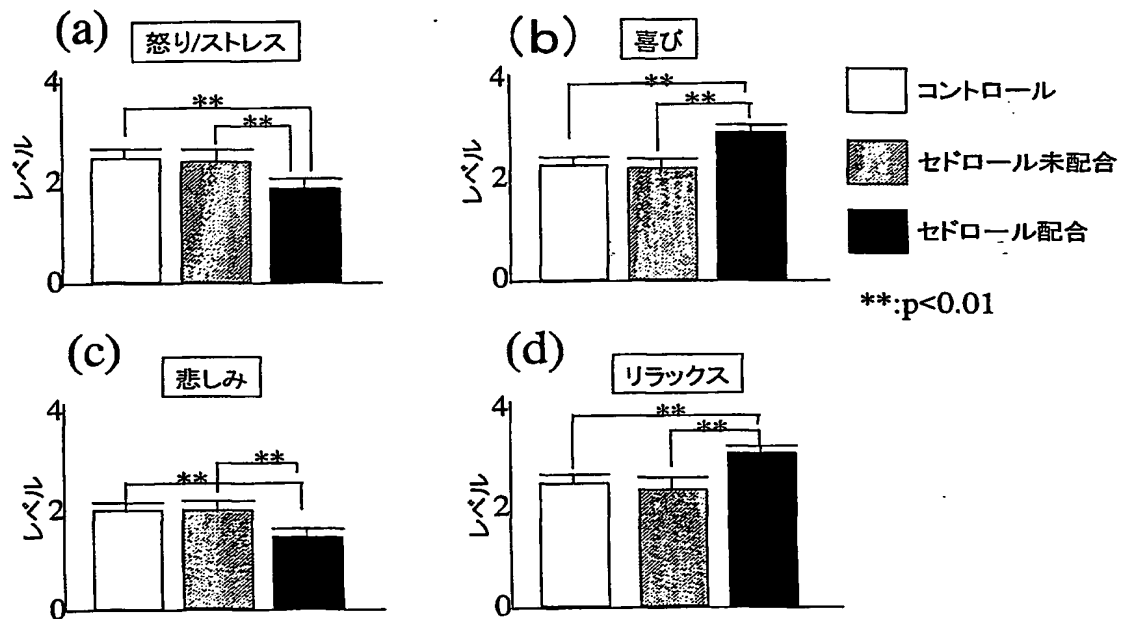 (a) 怒り/ストレス
4
**
**
レベル
2
0
(b) 喜び
4
**
**
レベル
2
0
コントロール
セドロール未配合
セドロール配合
**:p<0.01
(c) 悲しみ
4
**
**
レベル
2
0
(d) リラックス
4
**
**
レベル
2
0